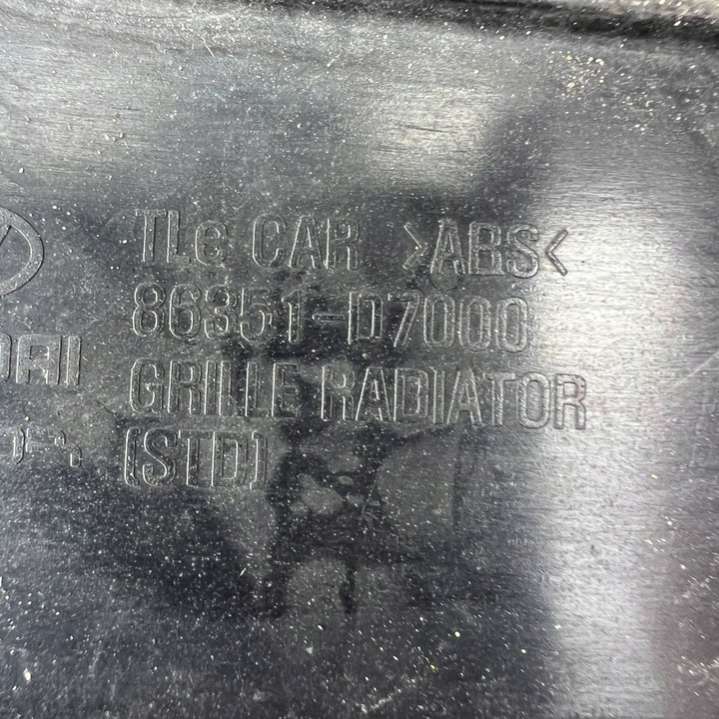 TLe CAR >ABS<
86351-D7000
GRILLE RADIATOR
(STD)